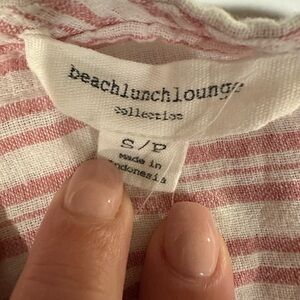 beachlunchlounge
collection
S/P
Made in
Indonesia